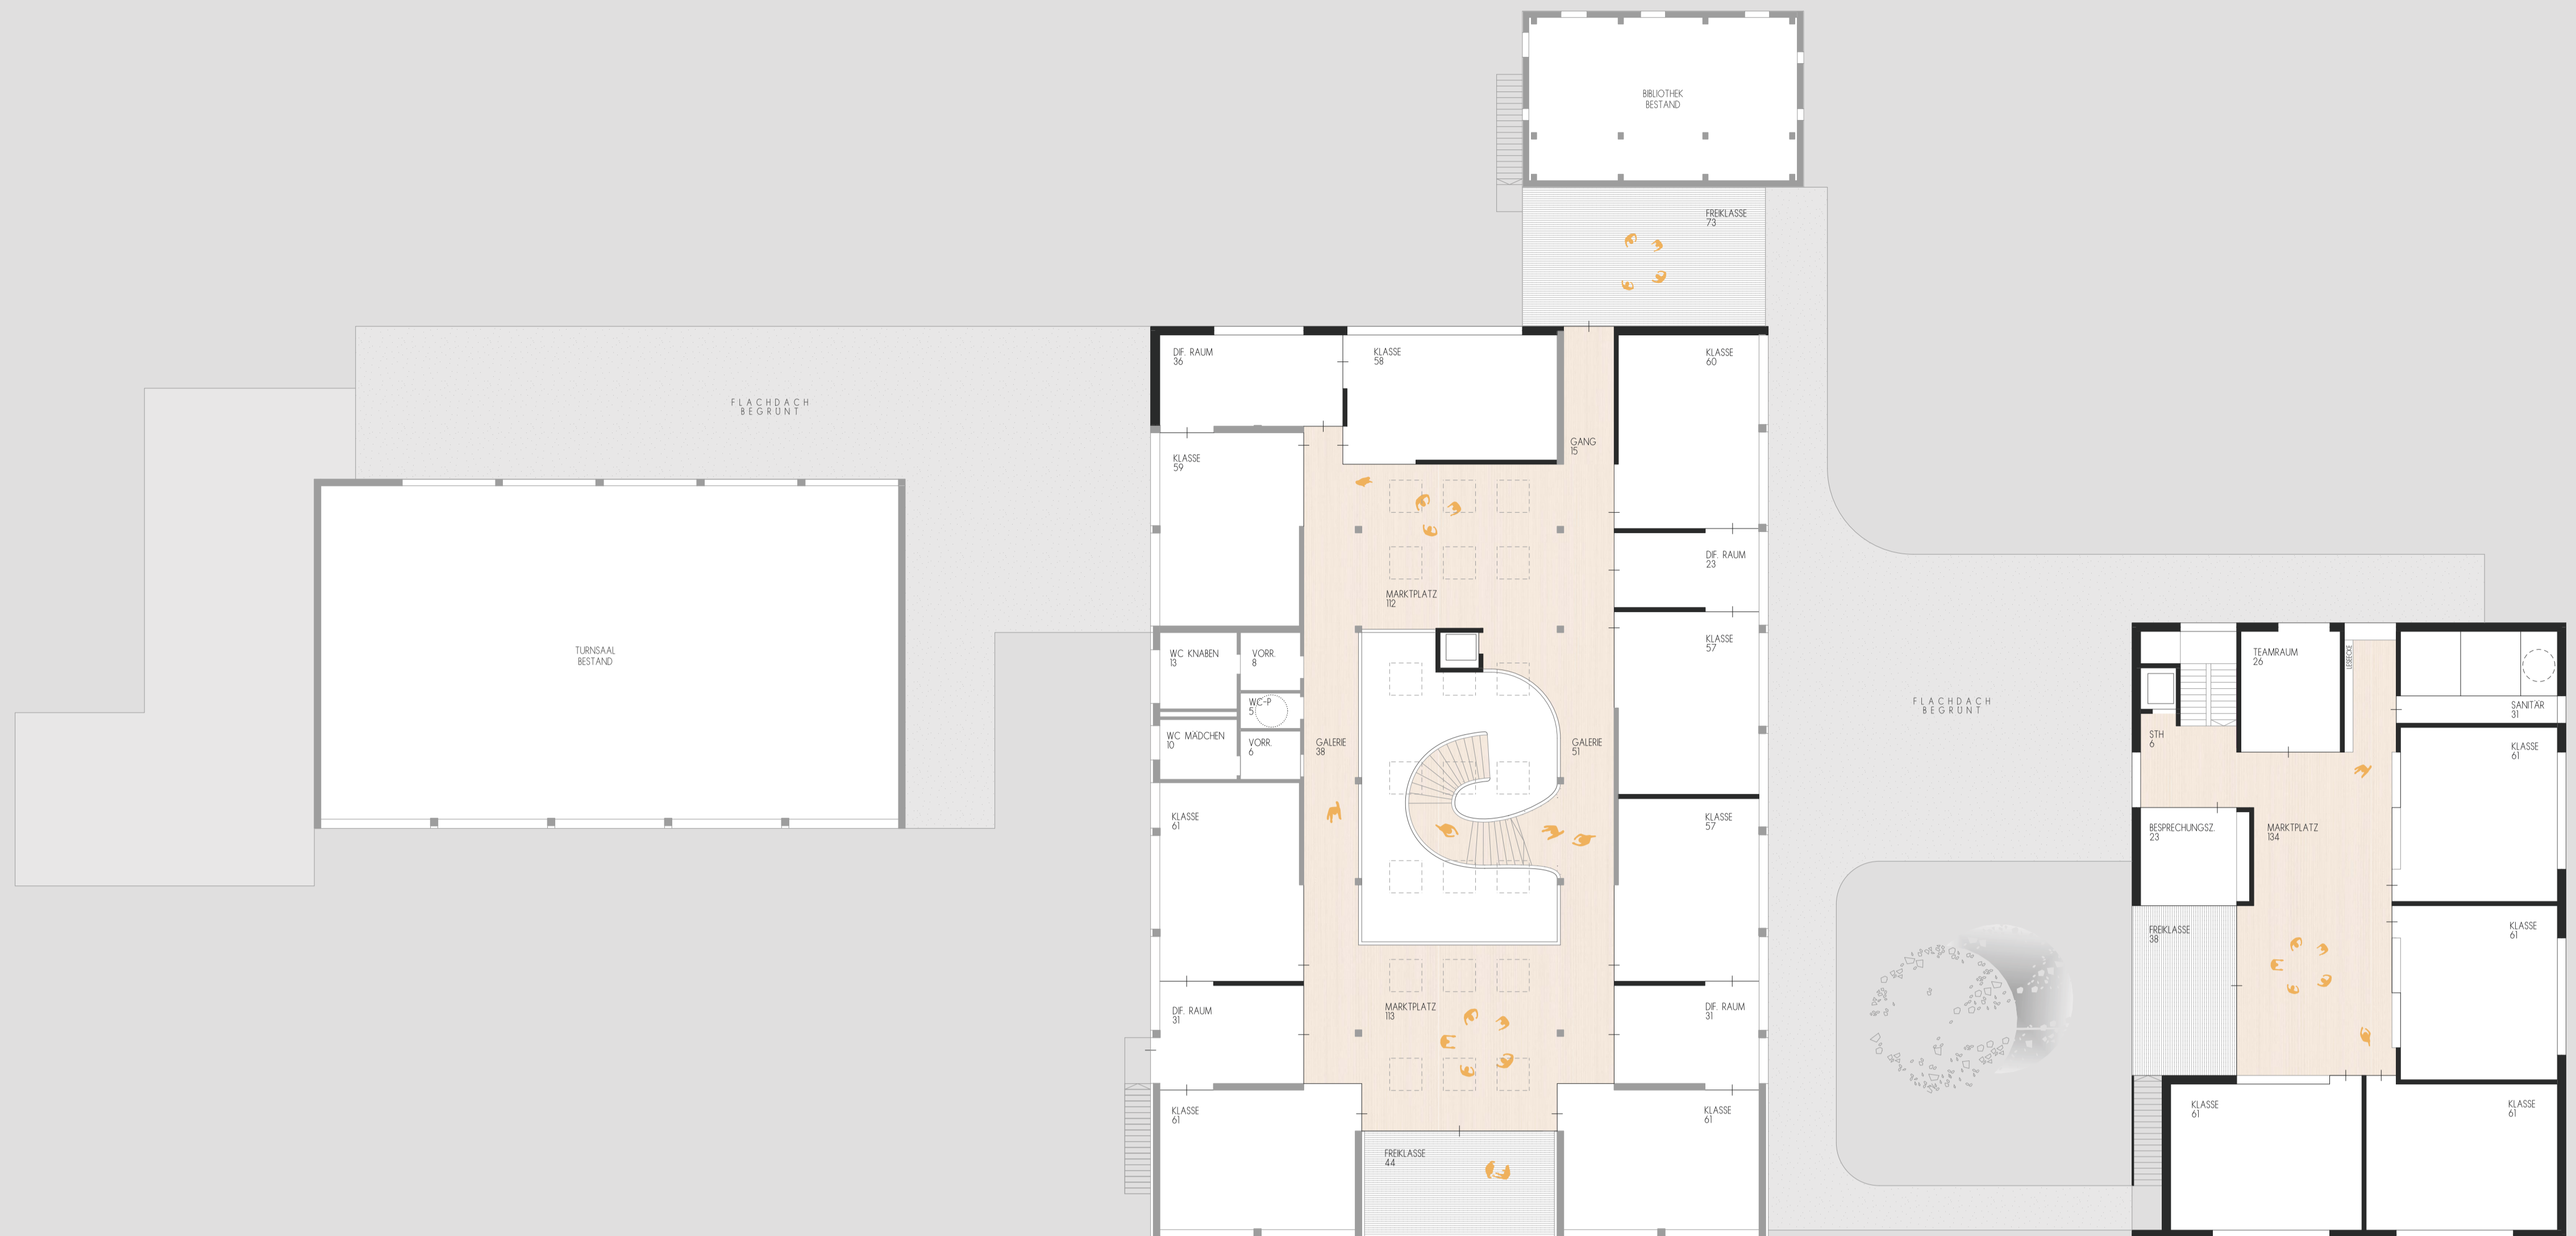 BIBLIOTHEK
BESTAND
FREIKLASSE
73
DIF. RAUM
36
KLASSE
58
KLASSE
60
FLACHDACH
BEGRÜNT
GANG
15
KLASSE
59
DIF. RAUM
23
MARKTPLATZ
112
KLASSE
57
TURNSAAL
BESTAND
WC KNABEN
13
VORR.
8
WC-P
5
WC MÄDCHEN
10
VORR.
6
GALERIE
38
GALERIE
51
KLASSE
61
KLASSE
57
FLACHDACH
BEGRÜNT
TEAMRAUM
26
LESEECKE
SANITÄR
31
STH
6
KLASSE
61
BESPRECHUNGSZ.
23
MARKTPLATZ
134
FREIKLASSE
38
KLASSE
61
DIF. RAUM
31
MARKTPLATZ
113
DIF. RAUM
31
KLASSE
61
KLASSE
61
KLASSE
61
KLASSE
61
FREIKLASSE
44